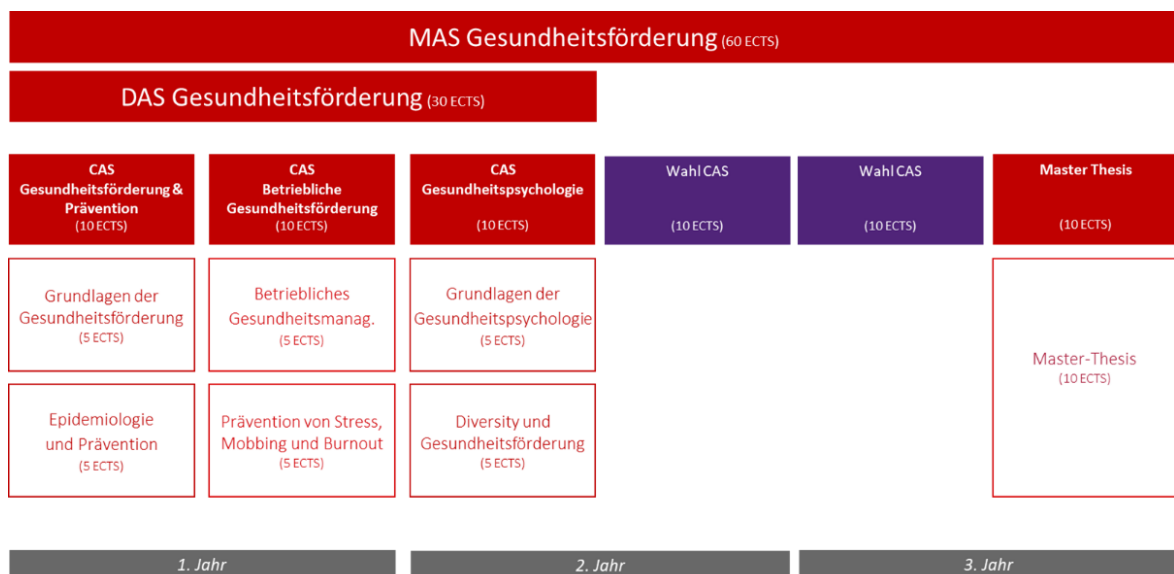 MAS Gesundheitsförderung (60 ECTS)
DAS Gesundheitsförderung (30 ECTS)
CAS
Gesundheitsförderung &
Prävention
(10 ECTS)
CAS
Betriebliche
Gesundheitsförderung
(10 ECTS)
CAS
Gesundheitspsychologie
(10 ECTS)
Wahl CAS
(10 ECTS)
Wahl CAS
(10 ECTS)
Master Thesis
(10 ECTS)
Grundlagen der
Gesundheitsförderung
(5 ECTS)
Betriebliches
Gesundheitsmanag.
(5 ECTS)
Grundlagen der
Gesundheitspsychologie
(5 ECTS)
Master-Thesis
(10 ECTS)
Epidemiologie
und Prävention
(5 ECTS)
Prävention von Stress,
Mobbing und Burnout
(5 ECTS)
Diversity und
Gesundheitsförderung
(5 ECTS)
1. Jahr
2. Jahr
3. Jahr